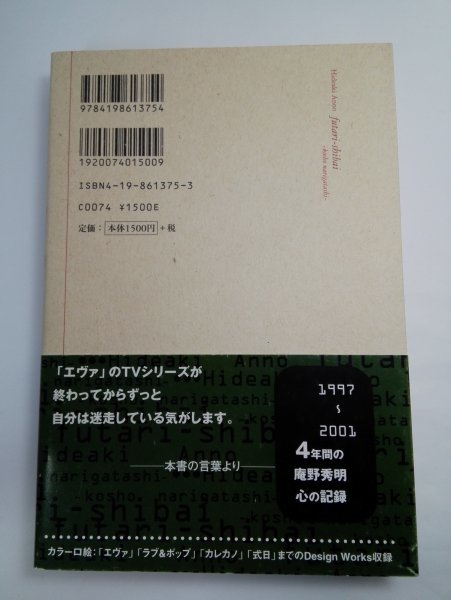 9784198613754
1920074015009
ISBN4-19-861375-3
C0074 ¥1500E
定価：本体1500円+税
Hideaki Anno futari-shibai
-kosho narigatashi-
「エヴァ」のTVシリーズが
終わってからずっと
自分は迷走している気がします。
——本書の言葉より——
1997
〜
2001
4年間の
庵野秀明
心の記録
Hideaki Anno futari-shibai
-kosho narigatashi-
カラー口絵：「エヴァ」「ラブ&ポップ」「カレカノ」「式日」までのDesign Works収録